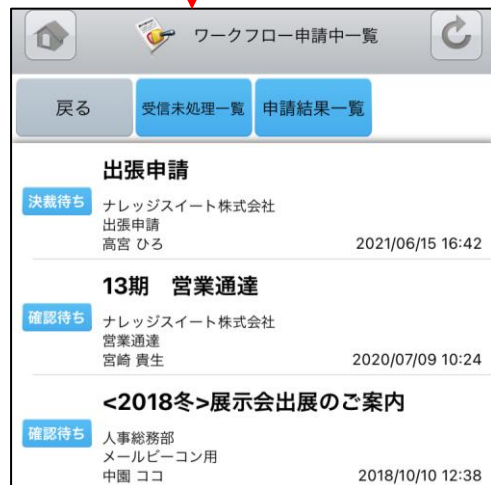 ワークフロー申請中一覧
戻る
受信未処理一覧
申請結果一覧
出張申請
決裁待ち
ナレッジスイート株式会社
出張申請
高宮 ひろ
2021/06/15 16:42
13期　営業通達
確認待ち
ナレッジスイート株式会社
営業通達
宮崎 貴生
2020/07/09 10:24
<2018冬>展示会出展のご案内
確認待ち
人事総務部
メールビーコン用
中園 ココ
2018/10/10 12:38